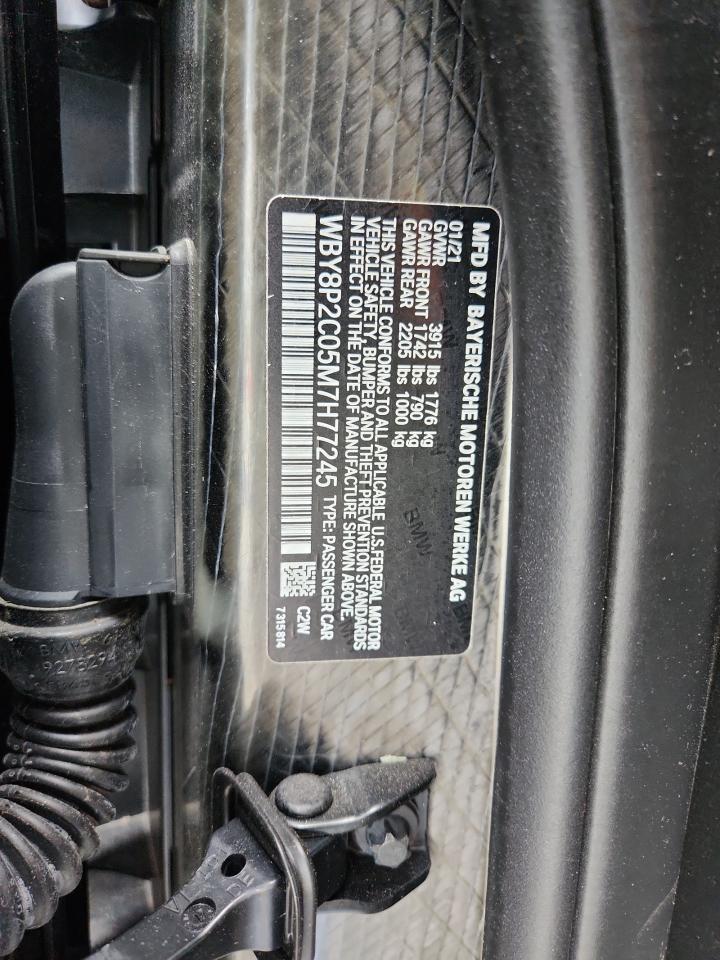 MFD BY BAYERISCHE MOTOREN WERKE AG
01/21
GVWR 3915 lbs 1776 kg
GAWR FRONT 1742 lbs 790 kg
GAWR REAR 2205 lbs 1000 kg
THIS VEHICLE CONFORMS TO ALL APPLICABLE U.S.FEDERAL MOTOR
VEHICLE SAFETY, BUMPER AND THEFT PREVENTION STANDARDS
IN EFFECT ON THE DATE OF MANUFACTURE SHOWN ABOVE.
WBY8P2C05M7H77245 TYPE: PASSENGER CAR
C2W
7315814
BMW